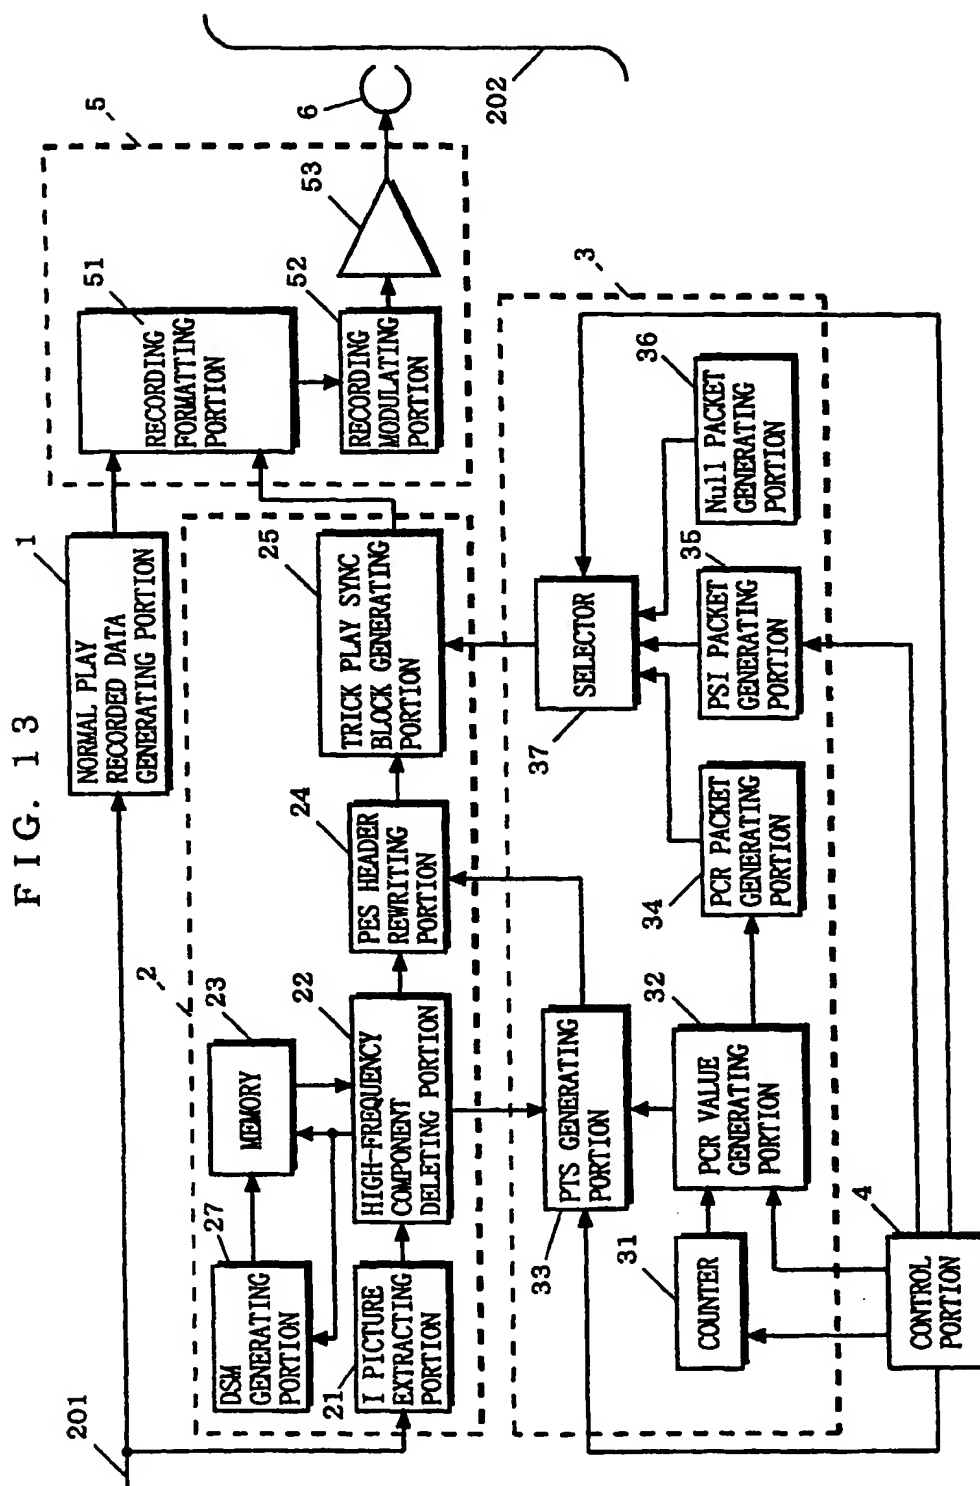 F I G. 13
201
1
NORMAL PLAY
RECORDED DATA
GENERATING PORTION
5
51
RECORDING
FORMATTING
PORTION
52
RECORDING
MODULATING
PORTION
53
6
202
2
27
DSM
GENERATING
PORTION
23
MEMORY
21
I PICTURE
EXTRACTING
PORTION
22
HIGH-FREQUENCY
COMPONENT
DELETING PORTION
24
PES HEADER
REWRITING
PORTION
25
TRICK PLAY SYNC
BLOCK GENERATING
PORTION
3
33
PTS GENERATING
PORTION
37
SELECTOR
31
COUNTER
32
PCR VALUE
GENERATING
PORTION
34
PCR PACKET
GENERATING
PORTION
35
PSI PACKET
GENERATING
PORTION
36
Null PACKET
GENERATING
PORTION
4
CONTROL
PORTION